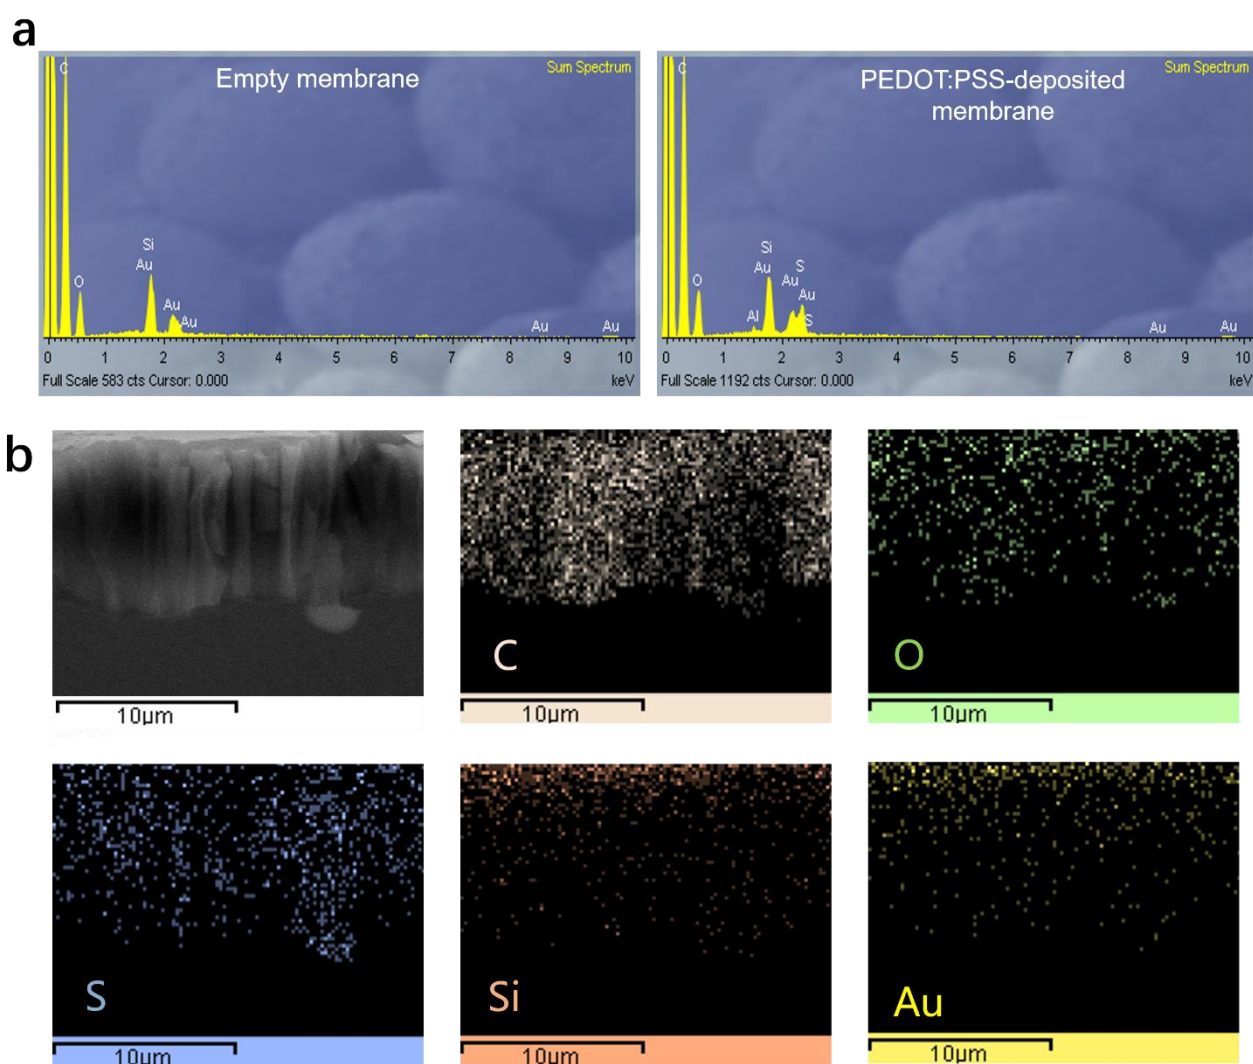 a
Empty membrane
Sum Spectrum
C
O
Si
Au
Au
Au
Au
Au
0 1 2 3 4 5 6 7 8 9 10
Full Scale 583 cts Cursor: 0.000
keV
PEDOT:PSS-deposited
membrane
Sum Spectrum
C
O
Al
Si
Au
S
Au
Au
S
Au
Au
0 1 2 3 4 5 6 7 8 9 10
Full Scale 1192 cts Cursor: 0.000
keV
b
10µm
C
10µm
O
10µm
S
10µm
Si
10µm
Au
10µm